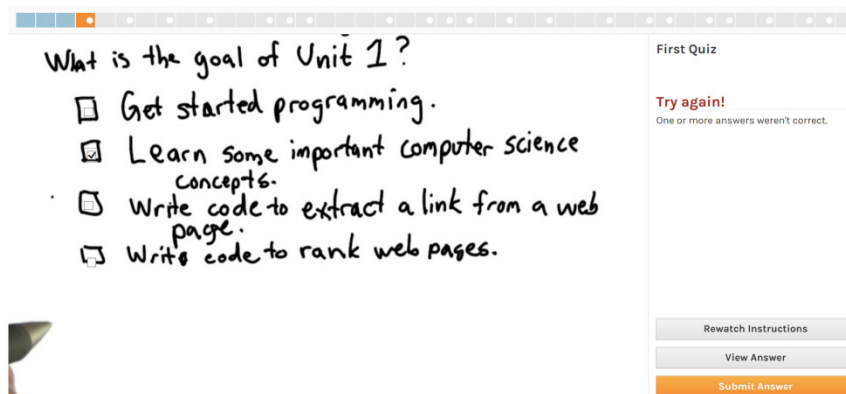 What is the goal of Unit 1?
Get started programming.
Learn some important computer science
concepts.
Write code to extract a link from a web
page.
Write code to rank web pages.
First Quiz
Try again!
One or more answers weren't correct.
Rewatch Instructions
View Answer
Submit Answer